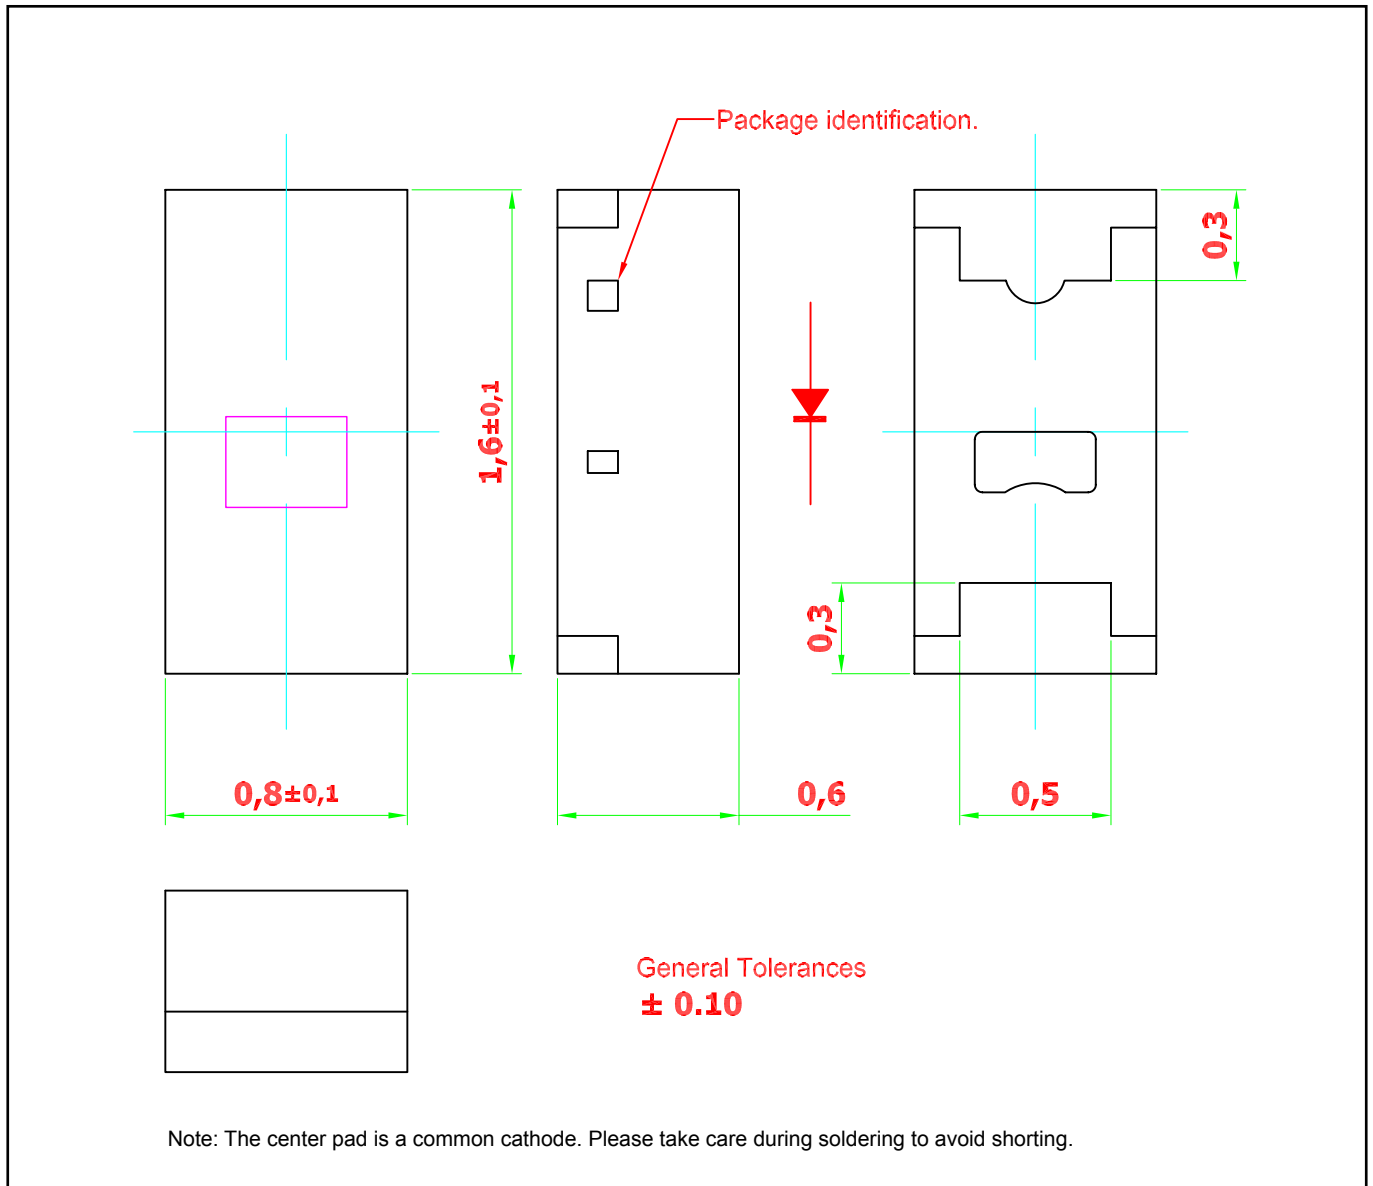 Package identification.
0,3
1,6±0,1
0,3
0,8±0,1
0,6
0,5
General Tolerances
± 0.10
Note: The center pad is a common cathode. Please take care during soldering to avoid shorting.